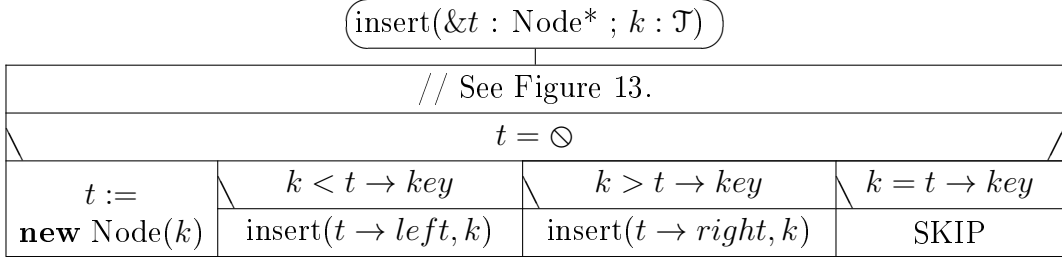 insert(&t : Node* ; k : 𝒯)
// See Figure 13.
t = ⊘
t :=
new Node(k)
k < t → key
k > t → key
k = t → key
insert(t → left, k)
insert(t → right, k)
SKIP